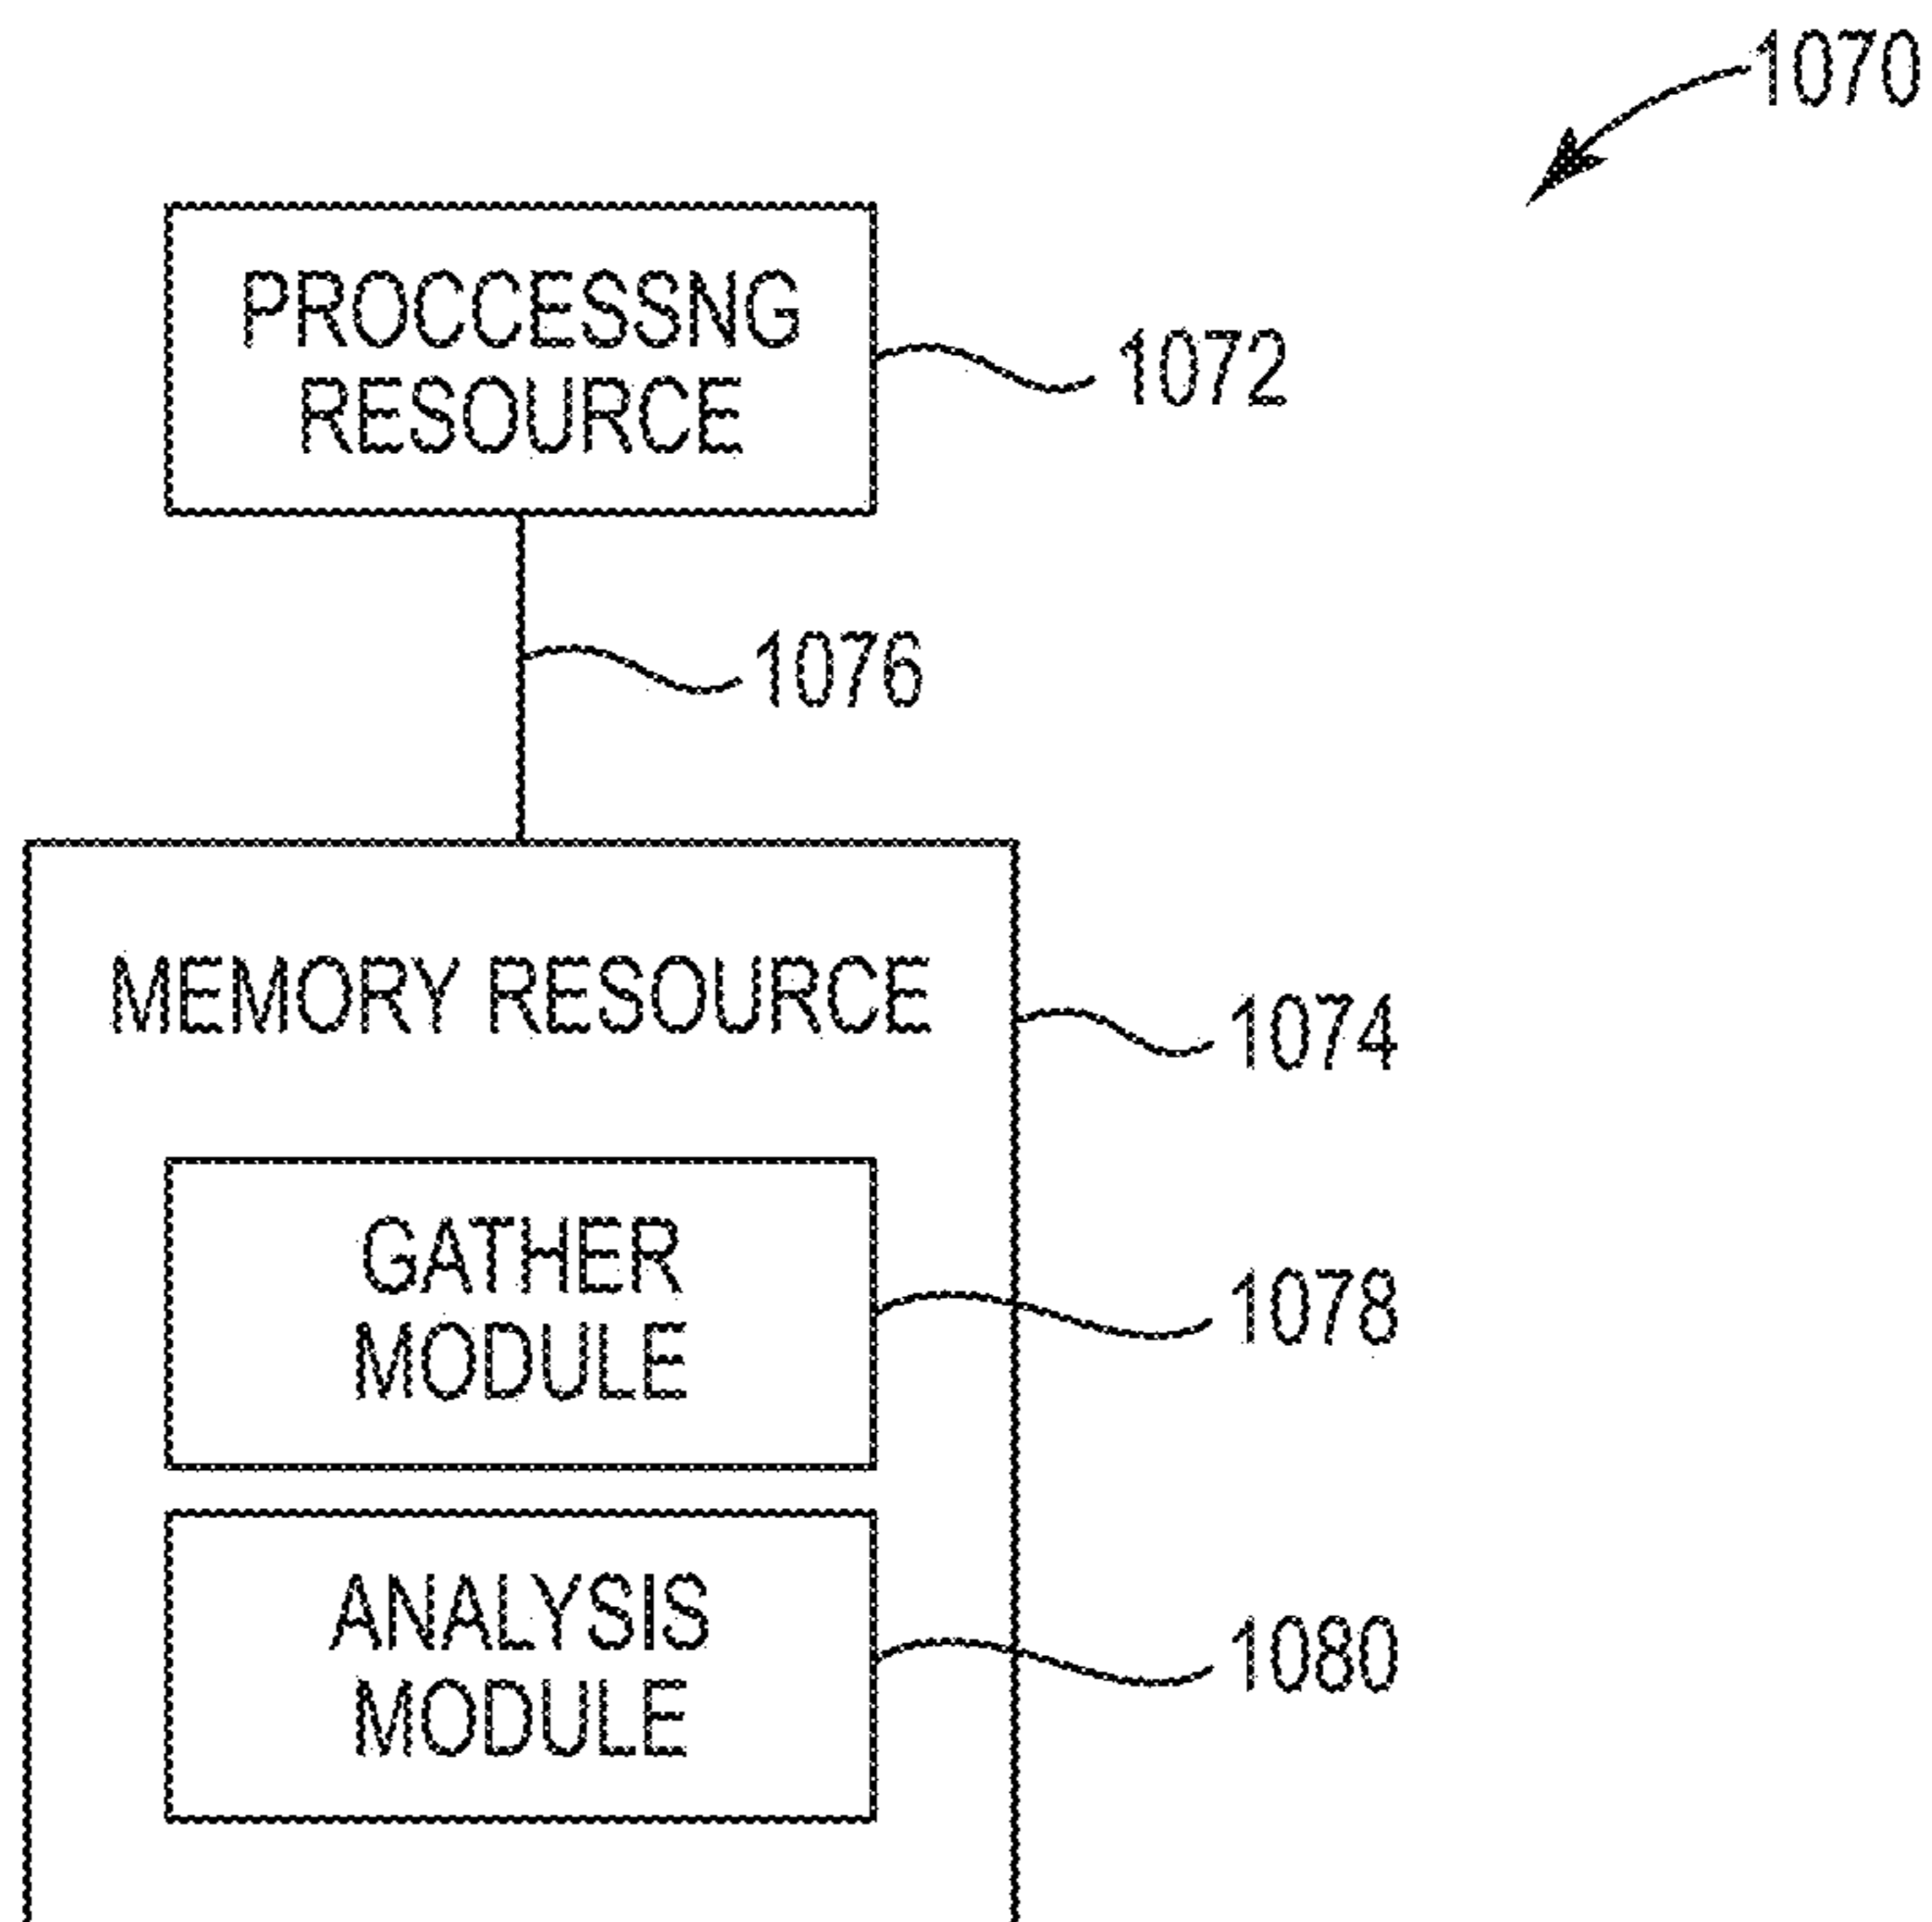 1070
PROCCESSNG
RESOURCE
1072
1076
MEMORY RESOURCE
1074
GATHER
MODULE
1078
ANALYSIS
MODULE
1080